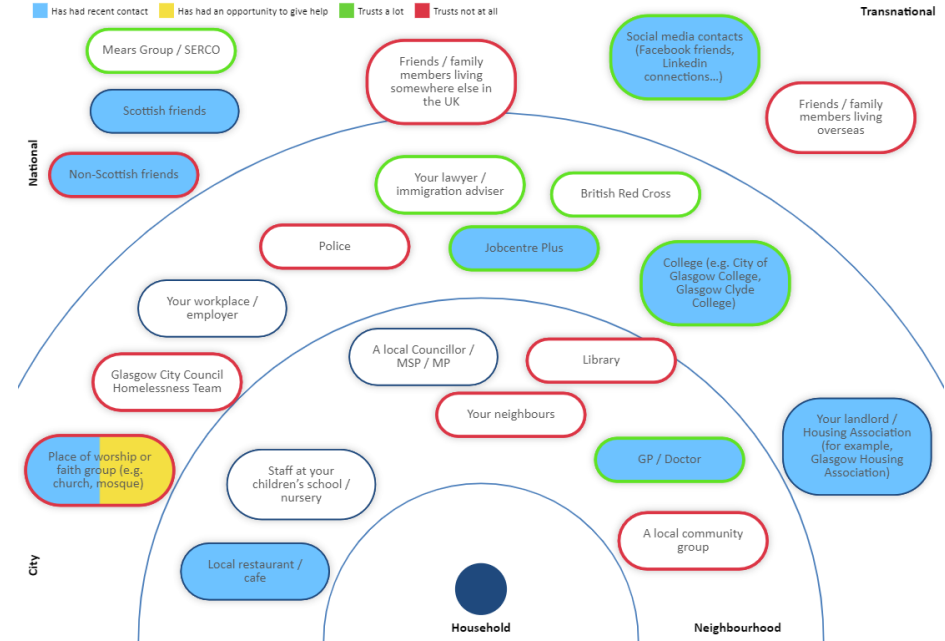 Has had recent contact
Has had an opportunity to give help
Trusts a lot
Trusts not at all
Transnational
Mears Group / SERCO
Scottish friends
Non-Scottish friends
National
Friends / family
members living
somewhere else in
the UK
Social media contacts
(Facebook friends,
Linkedin
connections...)
Friends / family
members living
overseas
Your lawyer /
immigration adviser
British Red Cross
Police
Jobcentre Plus
College (e.g. City of
Glasgow College,
Glasgow Clyde
College)
Your workplace /
employer
A local Councillor /
MSP / MP
Library
Glasgow City Council
Homelessness Team
Your neighbours
Your landlord /
Housing Association
(for example,
Glasgow Housing
Association)
Place of worship or
faith group (e.g.
church, mosque)
Staff at your
children's school /
nursery
GP / Doctor
A local community
group
Local restaurant /
cafe
City
Household
Neighbourhood